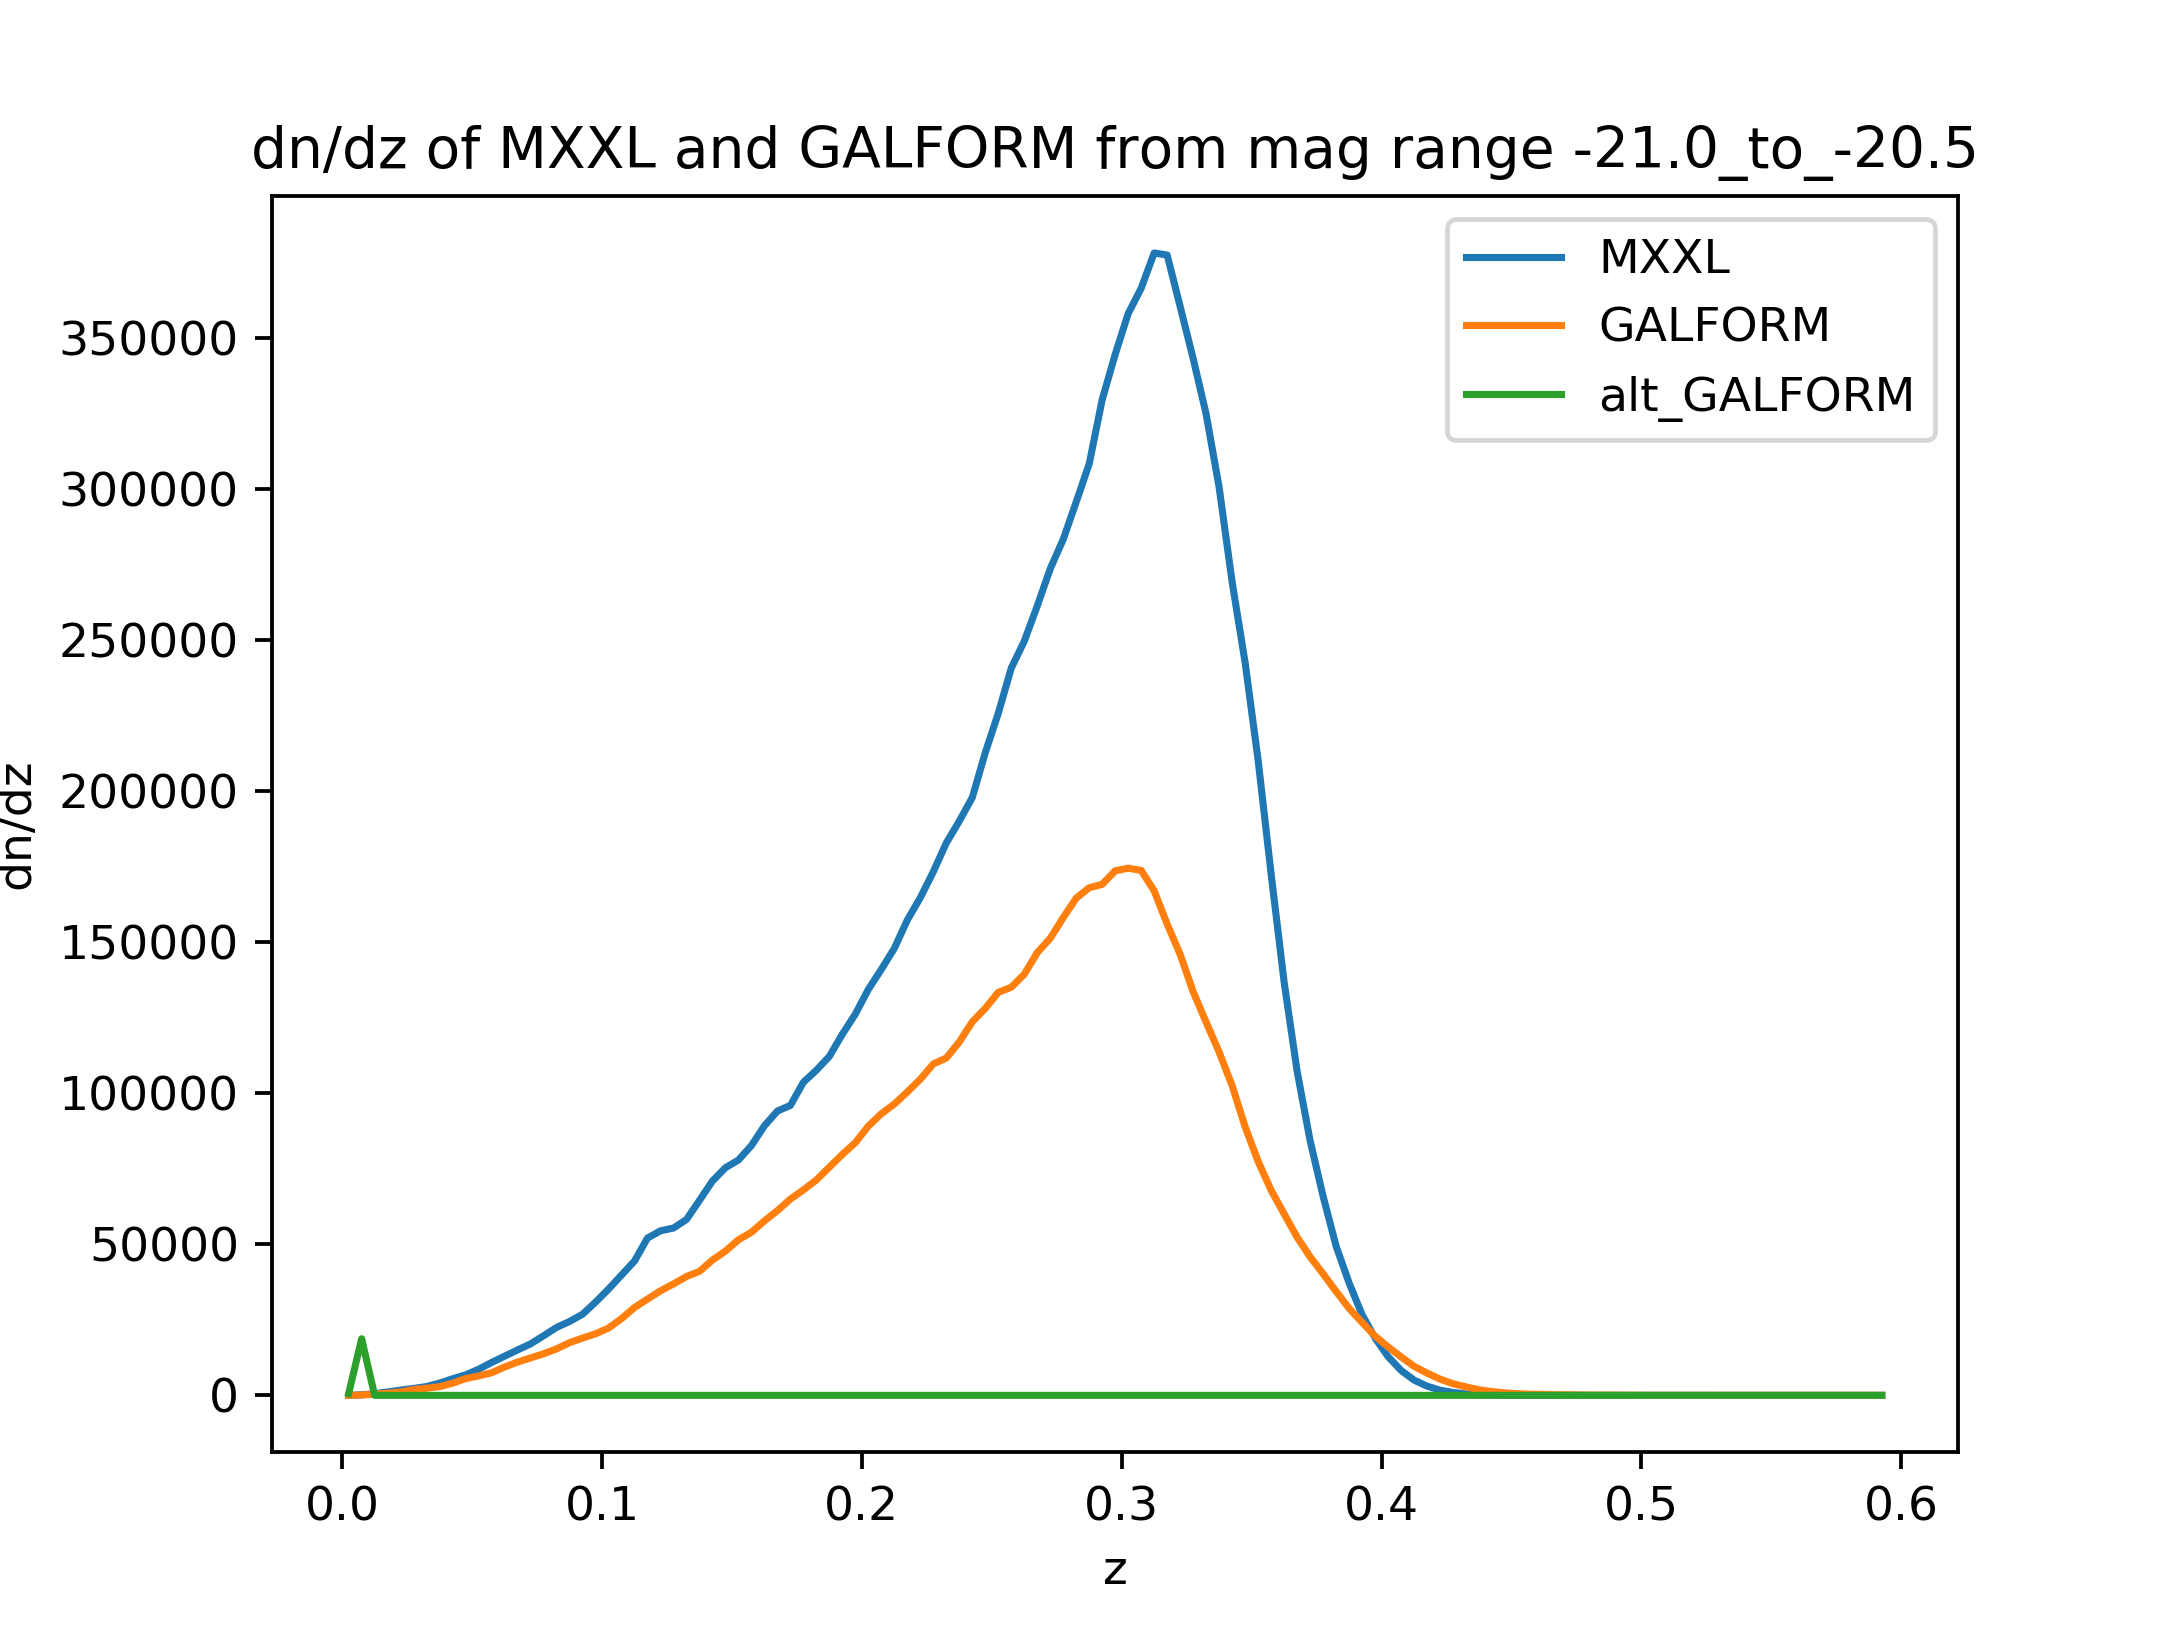 dn/dz of MXXL and GALFORM from mag range -21.0_to_-20.5
MXXL
GALFORM
alt_GALFORM
350000
300000
250000
200000
150000
100000
50000
0
dn/dz
0.0 0.1 0.2 0.3 0.4 0.5 0.6
z